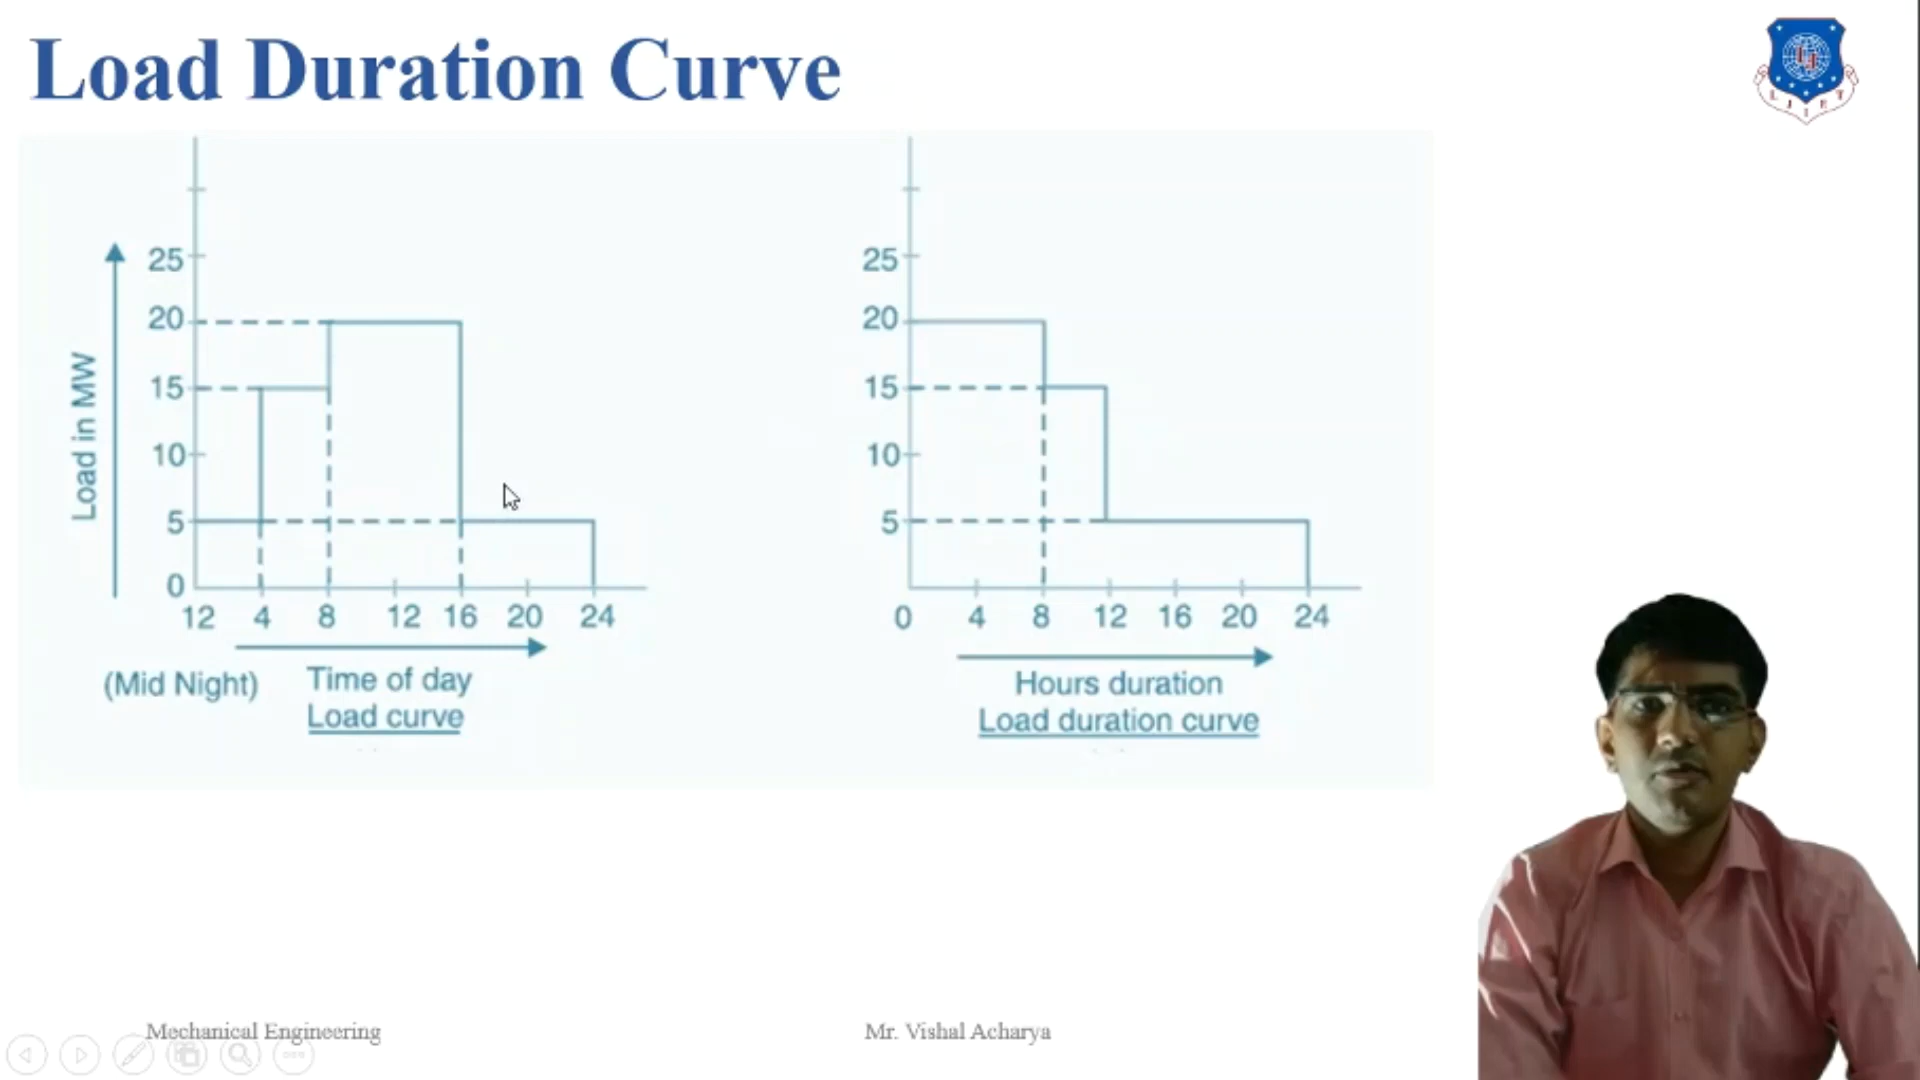 Load Duration Curve
L J I E T
25
20
15
10
5
0
Load in MW
12 4 8 12 16 20 24
(Mid Night)
Time of day
Load curve
25
20
15
10
5
0 4 8 12 16 20 24
Hours duration
Load duration curve
Mechanical Engineering
Mr. Vishal Acharya